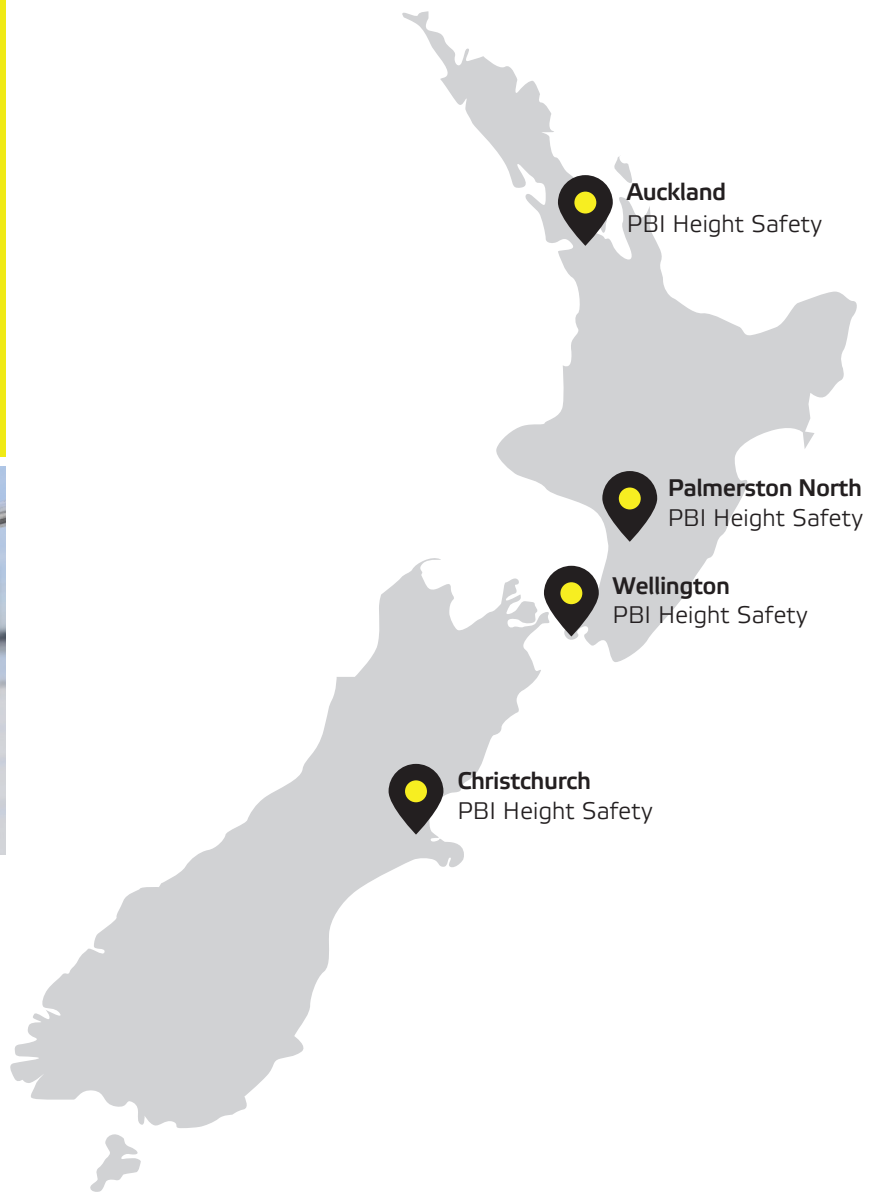 Auckland
PBI Height Safety
Palmerston North
PBI Height Safety
Wellington
PBI Height Safety
Christchurch
PBI Height Safety